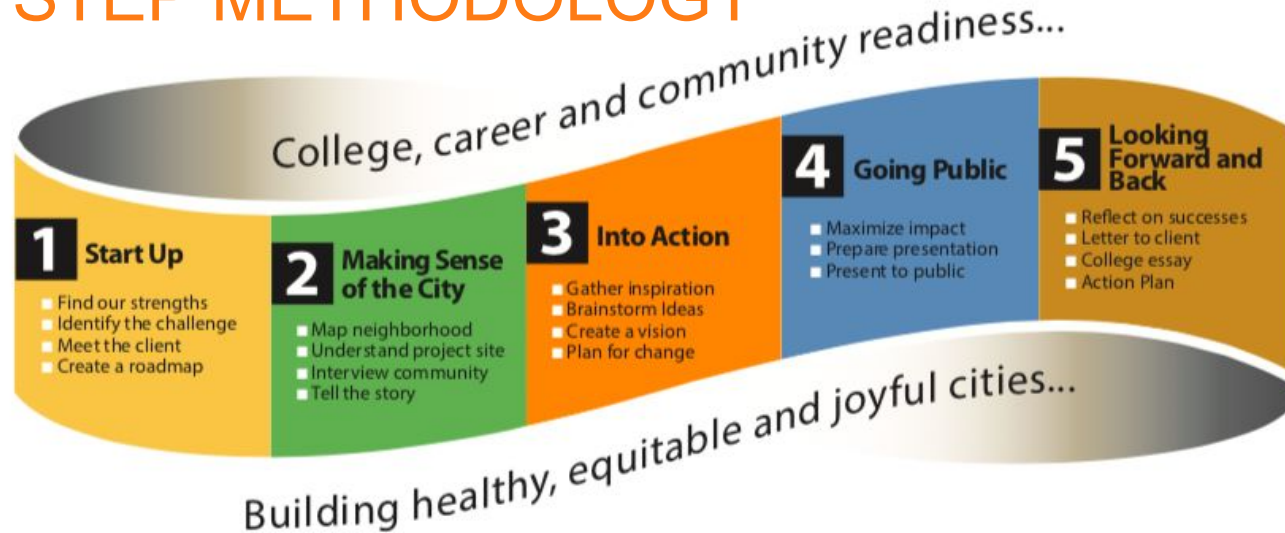 STEP METHODOLOGY
College, career and community readiness...
1 Start Up
Find our strengths
Identify the challenge
Meet the client
Create a roadmap
2 Making Sense
of the City
Map neighborhood
Understand project site
Interview community
Tell the story
3 Into Action
Gather inspiration
Brainstorm Ideas
Create a vision
Plan for change
4 Going Public
Maximize impact
Prepare presentation
Present to public
5 Looking
Forward and
Back
Reflect on successes
Letter to client
College essay
Action Plan
Building healthy, equitable and joyful cities...